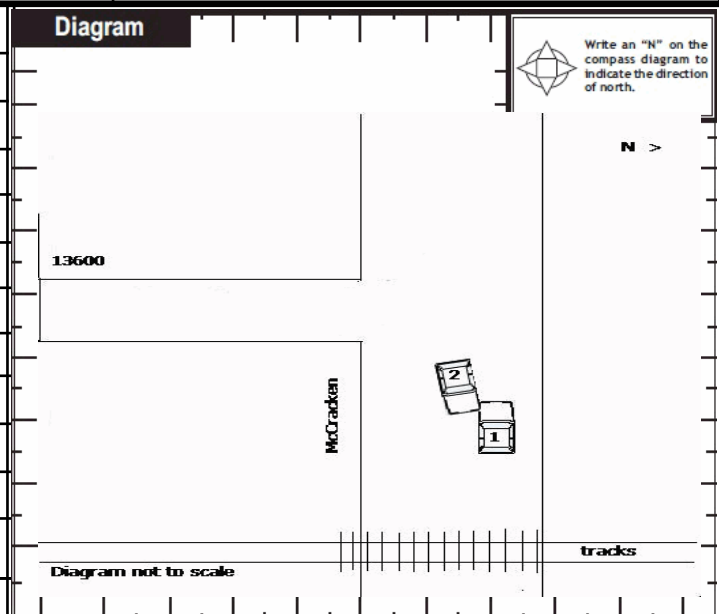 Diagram
Write an “N” on the
compass diagram to
indicate the direction
of north.
N >
13600
2
McCracken
1
tracks
Diagram not to scale